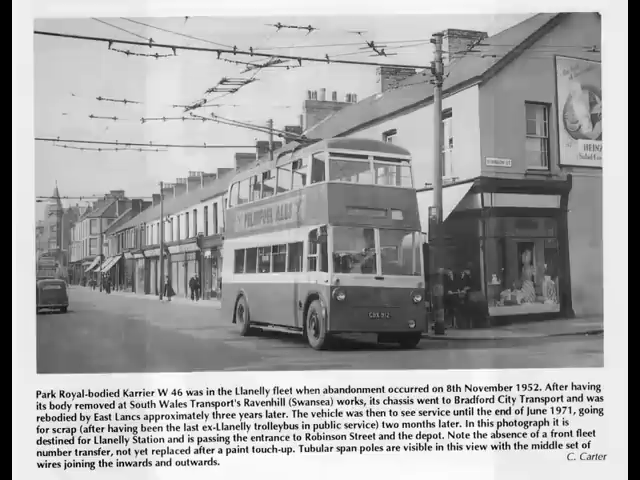 HEINZ
FELINFOEL ALES
CBX 912
Park Royal-bodied Karrier W 46 was in the Llanelly fleet when abandonment occurred on 8th November 1952. After having
its body removed at South Wales Transport's Ravenhill (Swansea) works, its chassis went to Bradford City Transport and was
rebodied by East Lancs approximately three years later. The vehicle was then to see service until the end of June 1971, going
for scrap (after having been the last ex-Llanelly trolleybus in public service) two months later. In this photograph it is
destined for Llanelly Station and is passing the entrance to Robinson Street and the depot. Note the absence of a front fleet
number transfer, not yet replaced after a paint touch-up. Tubular span poles are visible in this view with the middle set of
wires joining the inwards and outwards.
C. Carter